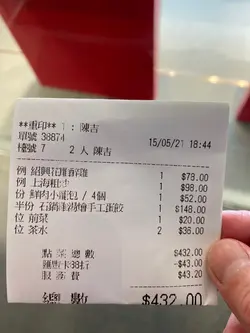 **重印** 1 : 陳吉
單號 38874 15/05/21 18:44
檯號 7 2 人 陳吉
例 紹興花雕醉雞 1 $78.00
例 上海粗炒 1 $98.00
份 鮮肉小籠包 / 4個 1 $52.00
半份 石鍋雞湯燴手工蛋餃 1 $148.00
位 前菜 1 $20.00
位 茶水 2 $36.00
點菜總數 $432.00
匯豐卡88折 -$43.00
服務費 $43.20
總數 $432.00